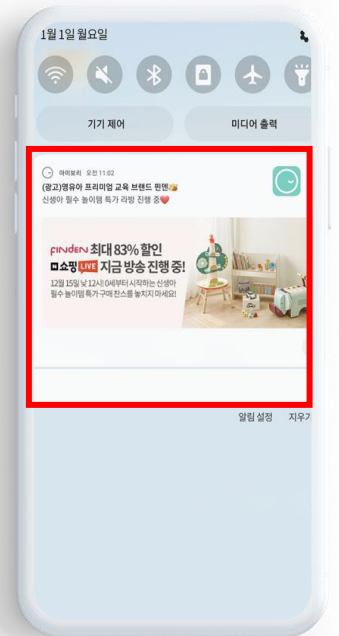 1월 1일 월요일
기기 제어
미디어 출력
아이보리 오전 11:02
(광고)영유아 프리미엄 교육 브랜드 핀덴
신생아 필수 놀이템 특가 라방 진행 중
FINDEN 최대 83% 할인
쇼핑 LIVE 지금 방송 진행 중!
12월 15일 낮 12시! 0세부터 시작하는 신생아
필수 놀이템 특가 구매 찬스를 놓치지 마세요!
알림 설정 지우기